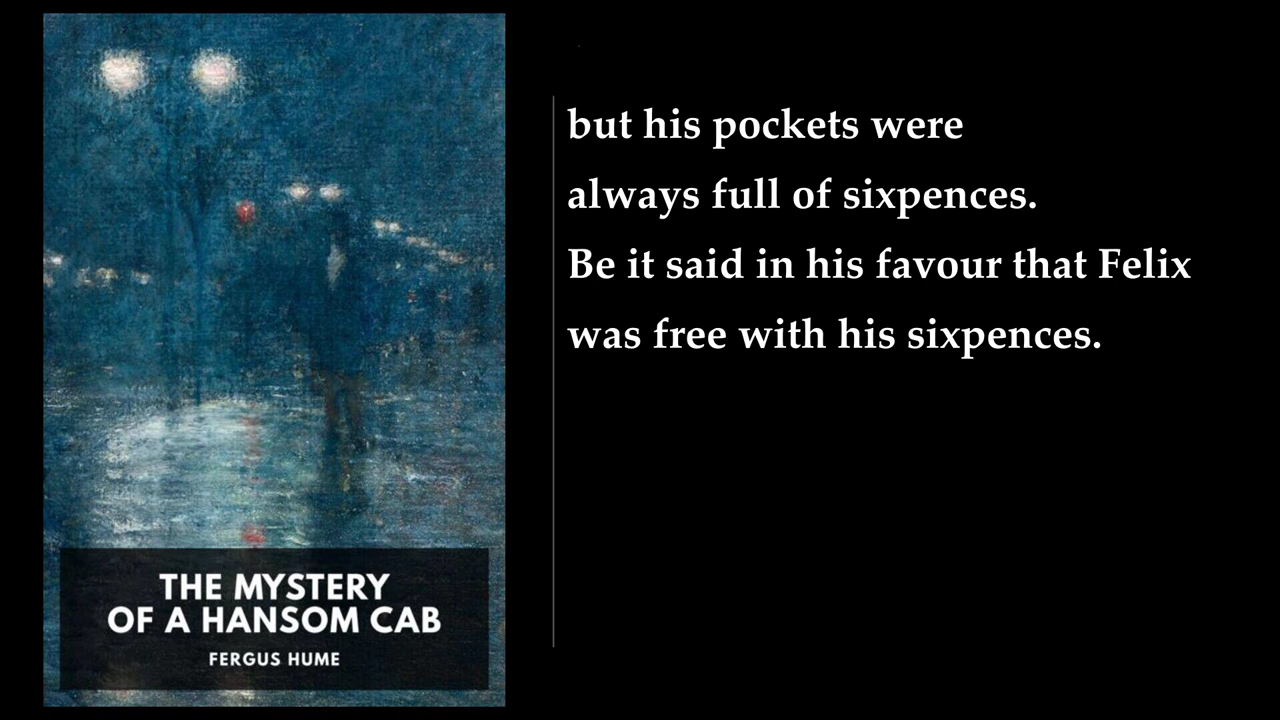 THE MYSTERY
OF A HANSOM CAB
FERGUS HUME
but his pockets were
always full of sixpences.
Be it said in his favour that Felix
was free with his sixpences.